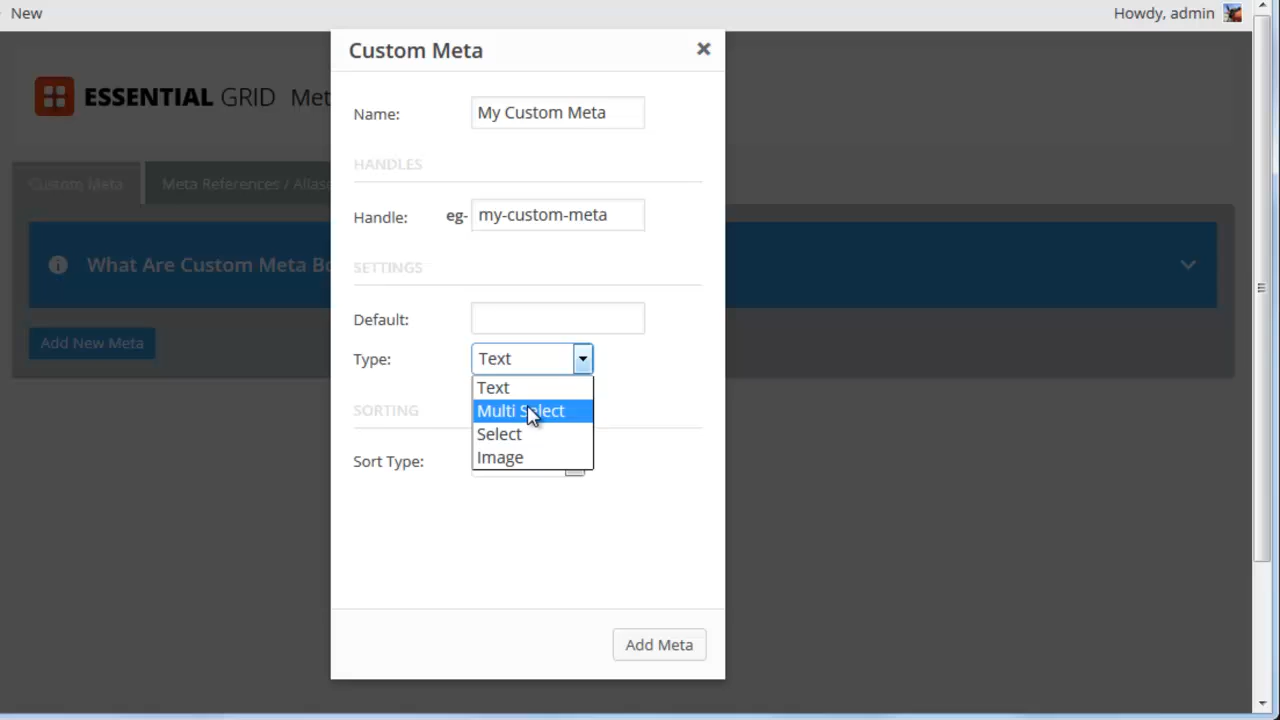 New
Howdy, admin
Custom Meta
ESSENTIAL GRID Met
Name: My Custom Meta
Custom Meta
Meta References / Aliase
HANDLES
Handle: eg- my-custom-meta
What Are Custom Meta Bo
SETTINGS
Default:
Add New Meta
Type: Text
Text
Multi Select
Select
Image
SORTING
Sort Type:
Add Meta